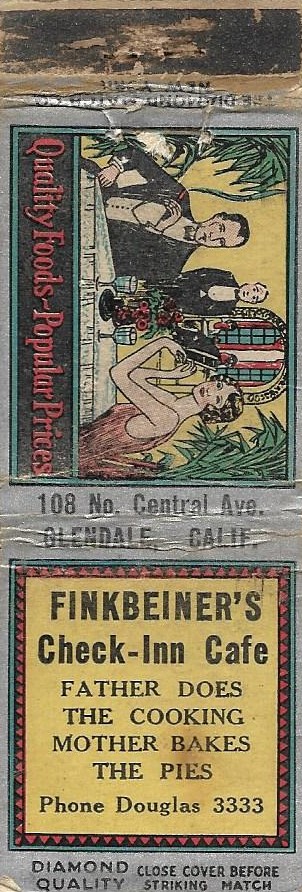 Quality Foods - Popular Prices
108 No. Central Ave.
GLENDALE, CALIF.
FINKBEINER'S
Check-Inn Cafe
FATHER DOES
THE COOKING
MOTHER BAKES
THE PIES
Phone Douglas 3333
DIAMOND QUALITY
CLOSE COVER BEFORE STRIKING MATCH